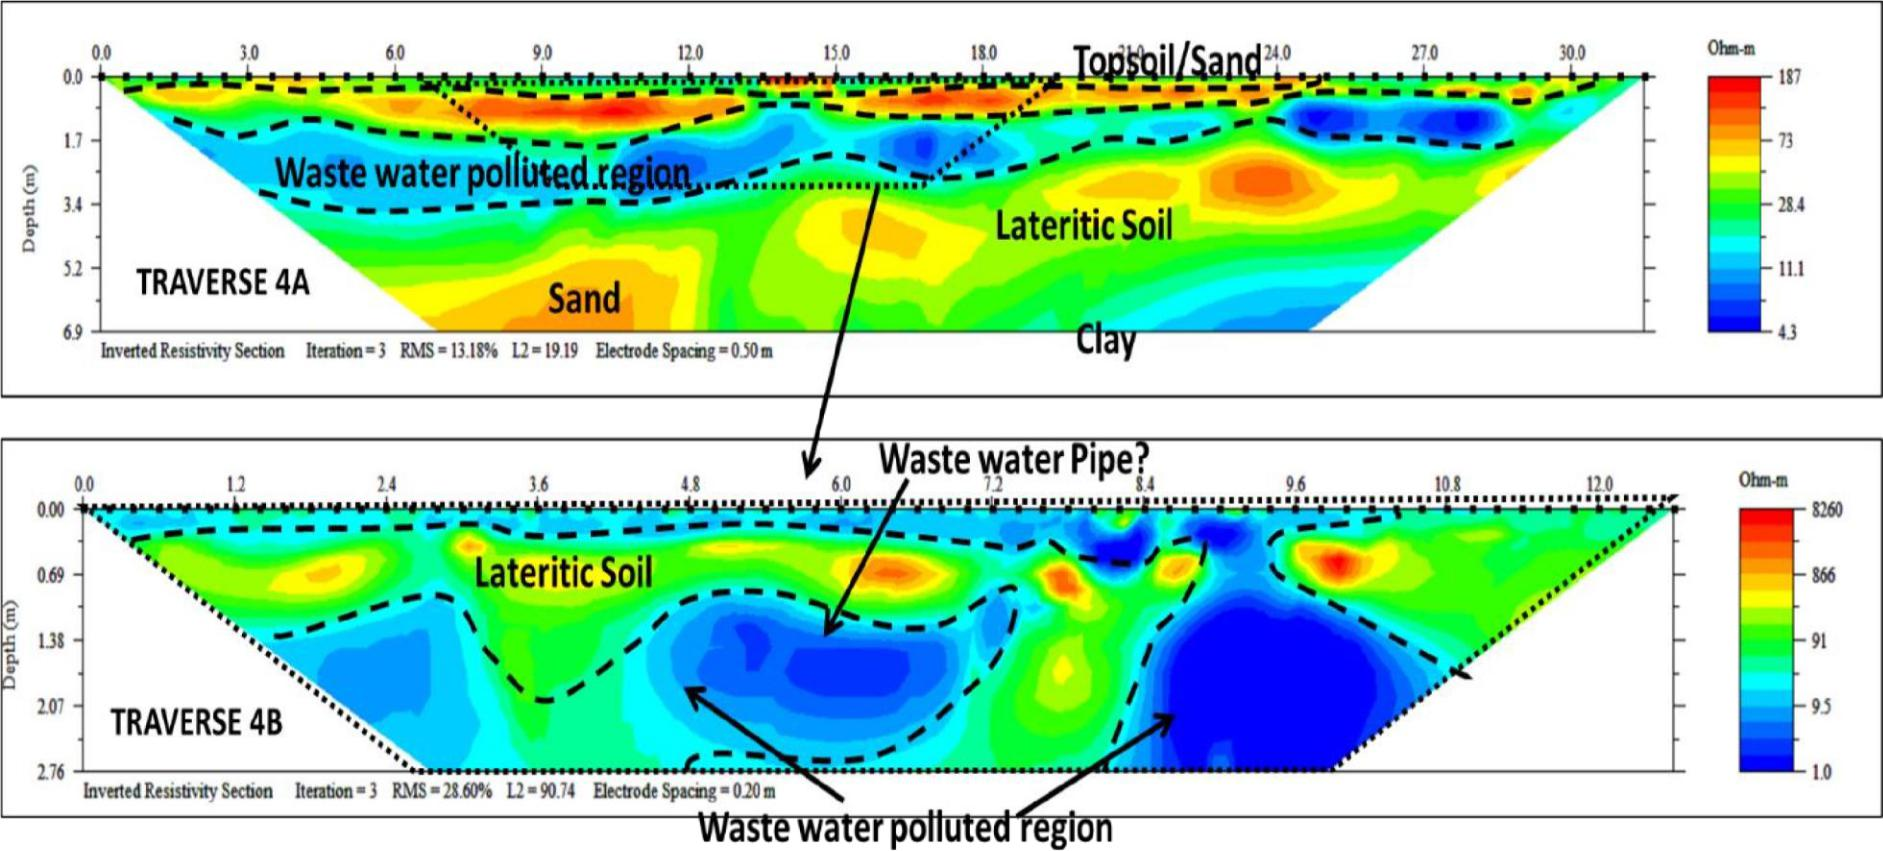 0.0 3.0 6.0 9.0 12.0 15.0 18.0 21.0 24.0 27.0 30.0
Topsoil/Sand
Ohm-m
0.0
1.7
3.4
5.2
6.9
Depth (m)
187
73
28.4
11.1
4.3
Waste water polluted region
Lateritic Soil
TRAVERSE 4A
Sand
Clay
Inverted Resistivity Section Iteration = 3 RMS = 13.18% L2 = 19.19 Electrode Spacing = 0.50 m
Waste water Pipe?
0.0 1.2 2.4 3.6 4.8 6.0 7.2 8.4 9.6 10.8 12.0
Ohm-m
0.00
0.69
1.38
2.07
2.76
Depth (m)
8260
866
91
9.5
1.0
Lateritic Soil
TRAVERSE 4B
Inverted Resistivity Section Iteration = 3 RMS = 28.60% L2 = 90.74 Electrode Spacing = 0.20 m
Waste water polluted region